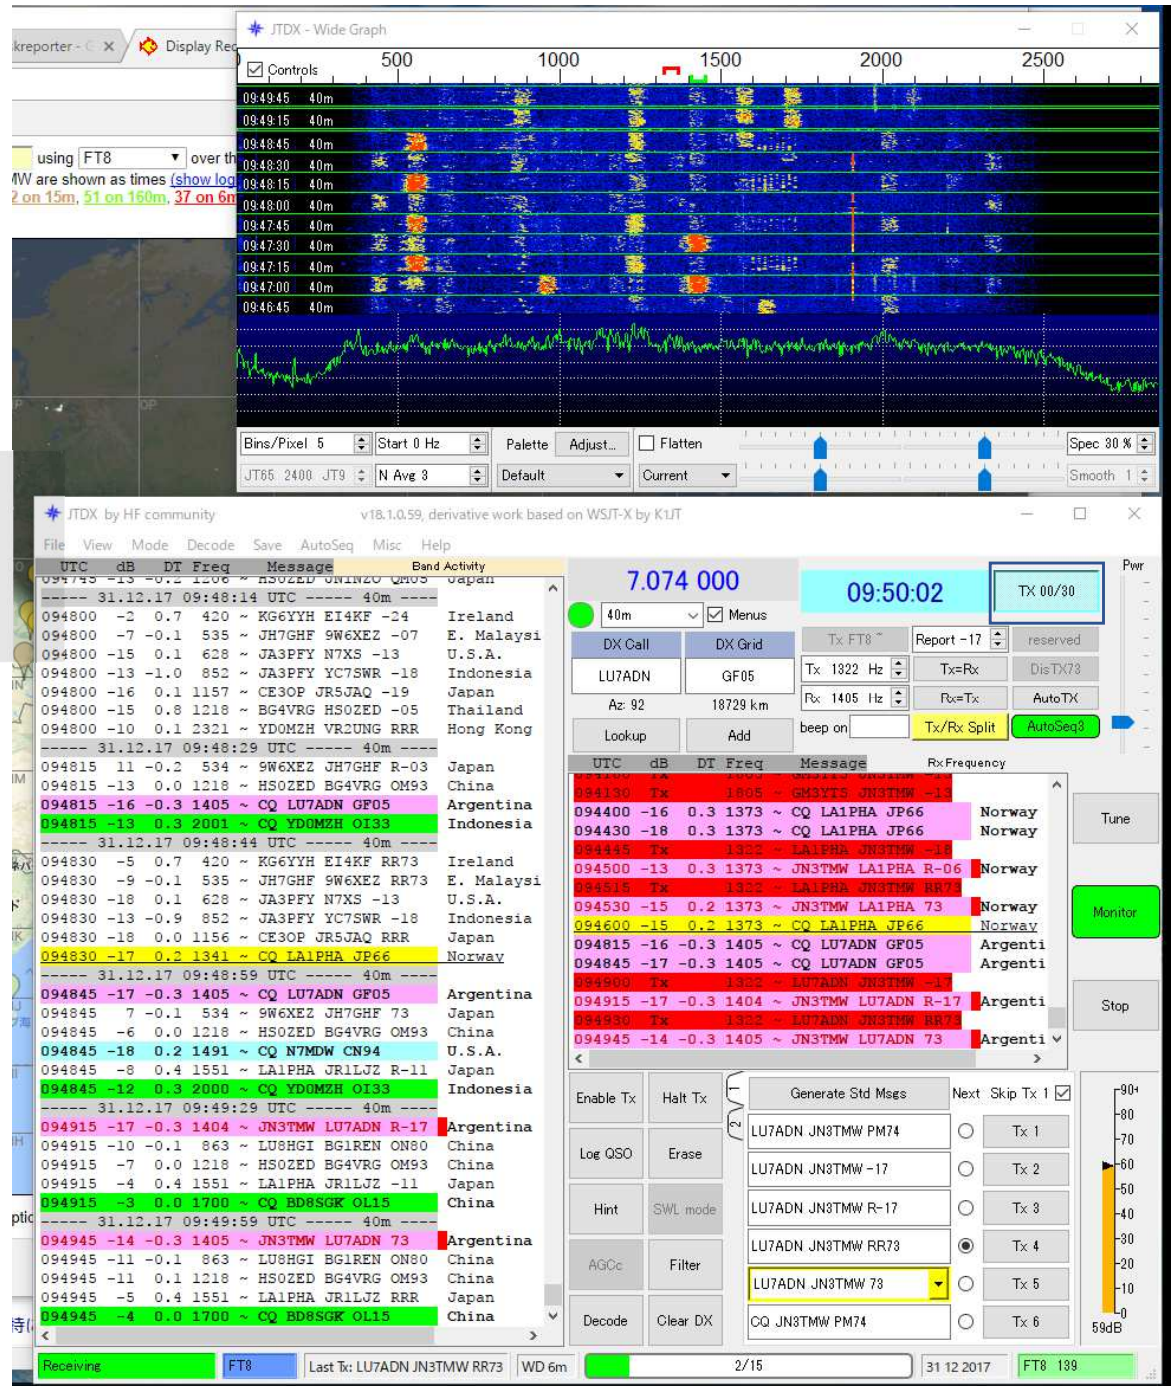 JTDX - Wide Graph
skreporter - G
Display Rec
Controls
500 1000 1500 2000 2500
using FT8 over th
MW are shown as times (show log
2 on 15m, 51 on 160m, 37 on 6m
09:49:45 40m
09:49:15 40m
09:48:45 40m
09:48:30 40m
09:48:15 40m
09:48:00 40m
09:47:45 40m
09:47:30 40m
09:47:15 40m
09:47:00 40m
09:46:45 40m
OP
Bins/Pixel 5 Start 0 Hz Palette Adjust... Flatten Spec 30 %
JT65 2400 JT9 N Avg 3 Default Current Smooth 1
JTDX by HF community v18.1.0.59, derivative work based on WSJT-X by K1JT
File View Mode Decode Save AutoSeq Misc Help
UTC dB DT Freq Message Band Activity
094745 -13 -0.2 1206 ~ HS0ZED JN1NZO QM05 Japan
----- 31.12.17 09:48:14 UTC ----- 40m ----
094800 -2 0.7 420 ~ KG6YYH EI4KF -24 Ireland
094800 -7 -0.1 535 ~ JH7GHF 9W6XEZ -07 E. Malaysi
094800 -15 0.1 628 ~ JA3PFY N7XS -13 U.S.A.
094800 -13 -1.0 852 ~ JA3PFY YC7SWR -18 Indonesia
094800 -16 0.1 1157 ~ CE3OP JR5JAQ -19 Japan
094800 -15 0.8 1218 ~ BG4VRG HS0ZED -05 Thailand
094800 -10 0.1 2321 ~ YD0MZH VR2UNG RRR Hong Kong
----- 31.12.17 09:48:29 UTC ----- 40m ----
094815 11 -0.2 534 ~ 9W6XEZ JH7GHF R-03 Japan
094815 -13 0.0 1218 ~ HS0ZED BG4VRG OM93 China
094815 -16 -0.3 1405 ~ CQ LU7ADN GF05 Argentina
094815 -13 0.3 2001 ~ CQ YD0MZH OI33 Indonesia
----- 31.12.17 09:48:44 UTC ----- 40m ----
094830 -5 0.7 420 ~ KG6YYH EI4KF RR73 Ireland
094830 -9 -0.1 535 ~ JH7GHF 9W6XEZ RR73 E. Malaysi
094830 -18 0.1 628 ~ JA3PFY N7XS -13 U.S.A.
094830 -13 -0.9 852 ~ JA3PFY YC7SWR -18 Indonesia
094830 -18 0.0 1156 ~ CE3OP JR5JAQ RRR Japan
094830 -17 0.2 1341 ~ CQ LA1PHA JP66 Norway
----- 31.12.17 09:48:59 UTC ----- 40m ----
094845 -17 -0.3 1405 ~ CQ LU7ADN GF05 Argentina
094845 7 -0.1 534 ~ 9W6XEZ JH7GHF 73 Japan
094845 -6 0.0 1218 ~ HS0ZED BG4VRG OM93 China
094845 -18 0.2 1491 ~ CQ N7MDW CN94 U.S.A.
094845 -8 0.4 1551 ~ LA1PHA JR1LJZ R-11 Japan
094845 -12 0.3 2000 ~ CQ YD0MZH OI33 Indonesia
----- 31.12.17 09:49:29 UTC ----- 40m ----
094915 -17 -0.3 1404 ~ JN3TMW LU7ADN R-17 Argentina
094915 -10 -0.1 863 ~ LU8HGI BG1REN ON80 China
094915 -7 0.0 1218 ~ HS0ZED BG4VRG OM93 China
094915 -4 0.4 1551 ~ LA1PHA JR1LJZ -11 Japan
094915 -3 0.0 1700 ~ CQ BD8SGK OL15 China
----- 31.12.17 09:49:59 UTC ----- 40m ----
094945 -14 -0.3 1405 ~ JN3TMW LU7ADN 73 Argentina
094945 -11 -0.1 863 ~ LU8HGI BG1REN ON80 China
094945 -11 0.1 1218 ~ HS0ZED BG4VRG OM93 China
094945 -5 0.4 1551 ~ LA1PHA JR1LJZ RRR Japan
094945 -4 0.0 1700 ~ CQ BD8SGK OL15 China
7.074 000
09:50:02
TX 00/30
Pwr
40m Menus
Tx FT8 ~ Report -17 reserved
DX Call DX Grid
Tx 1322 Hz Tx=Rx DisTX73
LU7ADN GF05
Rx 1405 Hz Rx=Tx AutoTX
Az: 92 18729 km
Lookup Add
beep on Tx/Rx Split AutoSeq3
UTC dB DT Freq Message Rx Frequency
094130 Tx 1805 ~ GM3YTS JN3TMW -13
094400 -16 0.3 1373 ~ CQ LA1PHA JP66 Norway
094430 -18 0.3 1373 ~ CQ LA1PHA JP66 Norway
094445 Tx 1322 ~ LA1PHA JN3TMW -18
094500 -13 0.3 1373 ~ JN3TMW LA1PHA R-06 Norway
094515 Tx 1322 ~ LA1PHA JN3TMW RR73
094530 -15 0.2 1373 ~ JN3TMW LA1PHA 73 Norway
094600 -15 0.2 1373 ~ CQ LA1PHA JP66 Norway
094815 -16 -0.3 1405 ~ CQ LU7ADN GF05 Argenti
094845 -17 -0.3 1405 ~ CQ LU7ADN GF05 Argenti
094900 Tx 1322 ~ LU7ADN JN3TMW -17
094915 -17 -0.3 1404 ~ JN3TMW LU7ADN R-17 Argenti
094930 Tx 1322 ~ LU7ADN JN3TMW RR73
094945 -14 -0.3 1405 ~ JN3TMW LU7ADN 73 Argenti
Tune
Monitor
Stop
Enable Tx Halt Tx
Log QSO Erase
Hint SWL mode
AGCc Filter
Decode Clear DX
1
2
Generate Std Msgs Next Skip Tx 1
LU7ADN JN3TMW PM74 Tx 1
LU7ADN JN3TMW -17 Tx 2
LU7ADN JN3TMW R-17 Tx 3
LU7ADN JN3TMW RR73 Tx 4
LU7ADN JN3TMW 73 Tx 5
CQ JN3TMW PM74 Tx 6
90+
80
70
60
50
40
30
20
10
0
59dB
Receiving FT8 Last Tx: LU7ADN JN3TMW RR73 WD 6m 2/15 31 12 2017 FT8 139